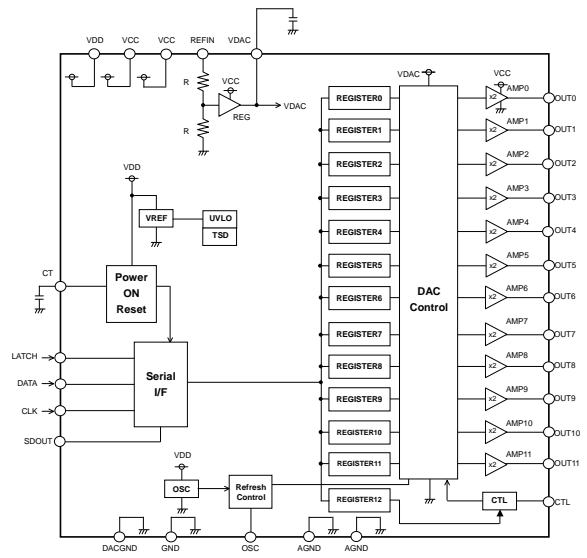 VDD
VCC
VCC
REFIN
VDAC
R
VCC
REG
VDAC
R
VDD
VREF
UVLO
TSD
CT
Power
ON
Reset
LATCH
DATA
CLK
SDOUT
Serial
I/F
VDD
OSC
Refresh
Control
DACGND
GND
OSC
AGND
AGND
REGISTER0
REGISTER1
REGISTER2
REGISTER3
REGISTER4
REGISTER5
REGISTER6
REGISTER7
REGISTER8
REGISTER9
REGISTER10
REGISTER11
REGISTER12
VDAC
DAC
Control
VCC
AMP0
x2
OUT0
AMP1
x2
OUT1
AMP2
x2
OUT2
AMP3
x2
OUT3
AMP4
x2
OUT4
AMP5
x2
OUT5
AMP6
x2
OUT6
AMP7
x2
OUT7
AMP8
x2
OUT8
AMP9
x2
OUT9
AMP10
x2
OUT10
AMP11
x2
OUT11
CTL
CTL